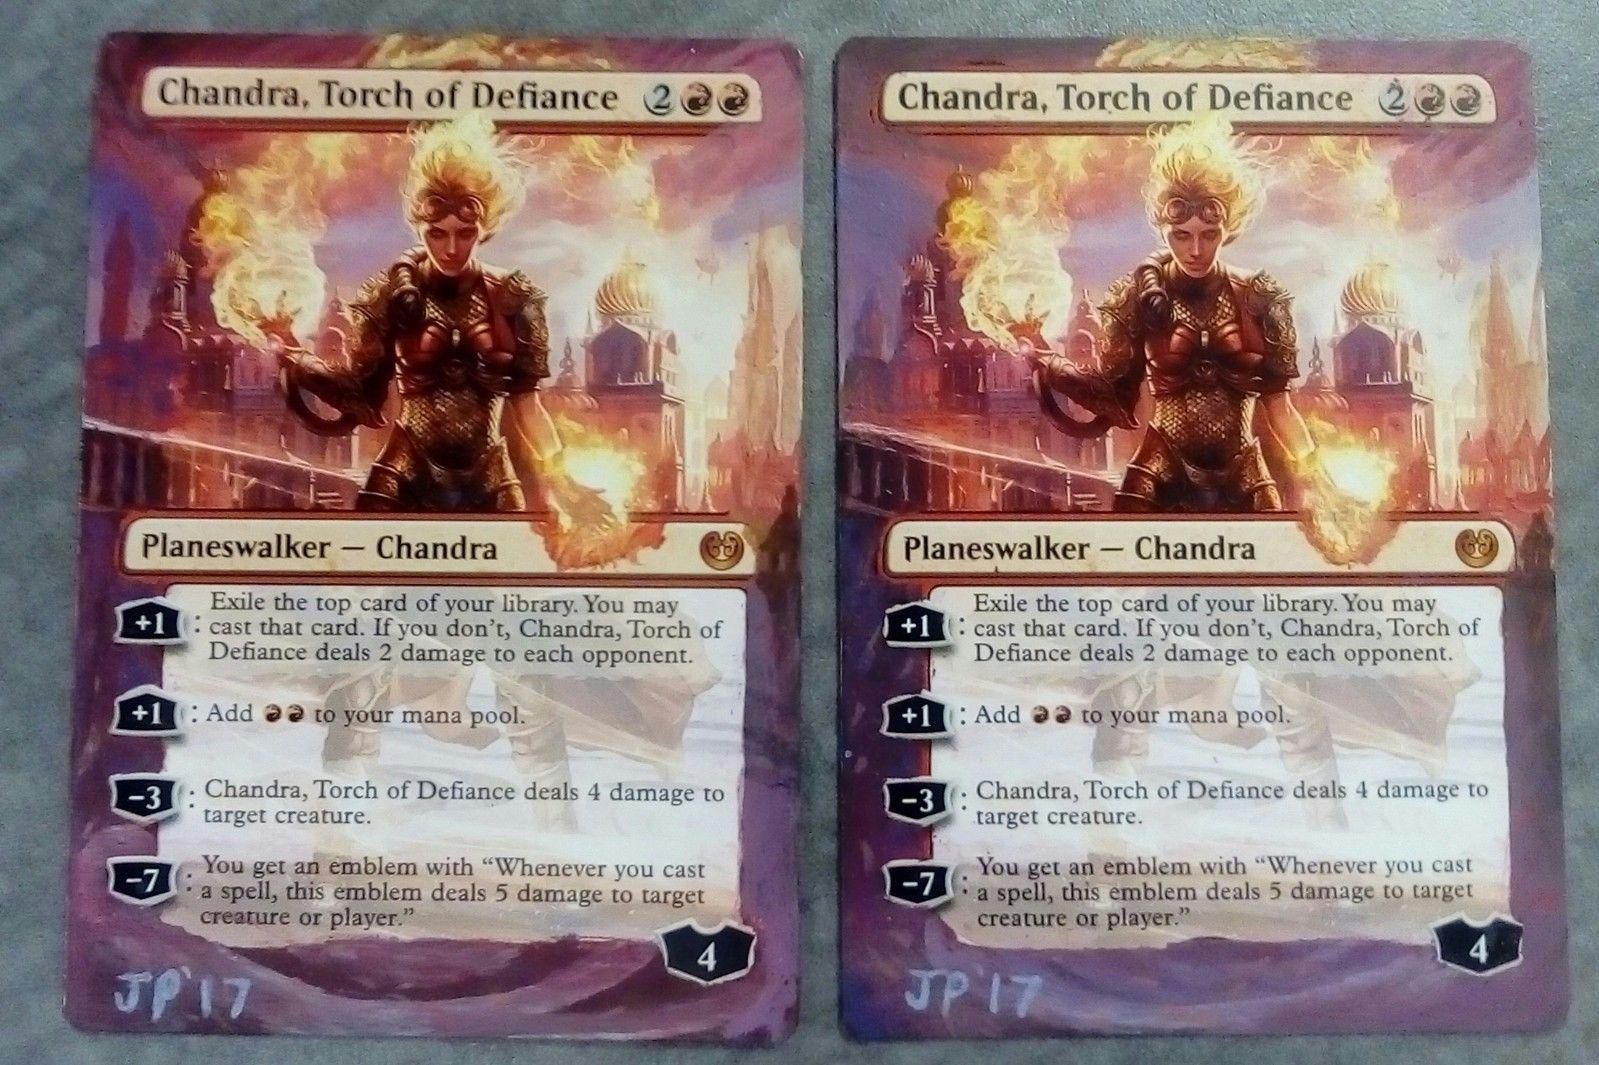 Chandra, Torch of Defiance 2
Planeswalker — Chandra
+1 : Exile the top card of your library. You may
cast that card. If you don't, Chandra, Torch of
Defiance deals 2 damage to each opponent.
+1 : Add to your mana pool.
−3 : Chandra, Torch of Defiance deals 4 damage to
target creature.
−7 : You get an emblem with “Whenever you cast
a spell, this emblem deals 5 damage to target
creature or player.”
4
JP'17
Chandra, Torch of Defiance 2
Planeswalker — Chandra
+1 : Exile the top card of your library. You may
cast that card. If you don't, Chandra, Torch of
Defiance deals 2 damage to each opponent.
+1 : Add to your mana pool.
−3 : Chandra, Torch of Defiance deals 4 damage to
target creature.
−7 : You get an emblem with “Whenever you cast
a spell, this emblem deals 5 damage to target
creature or player.”
4
JP'17